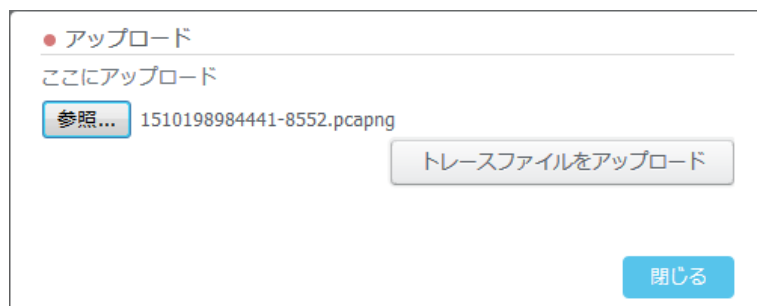 アップロード
ここにアップロード
参照... 1510198984441-8552.pcapng
トレースファイルをアップロード
閉じる